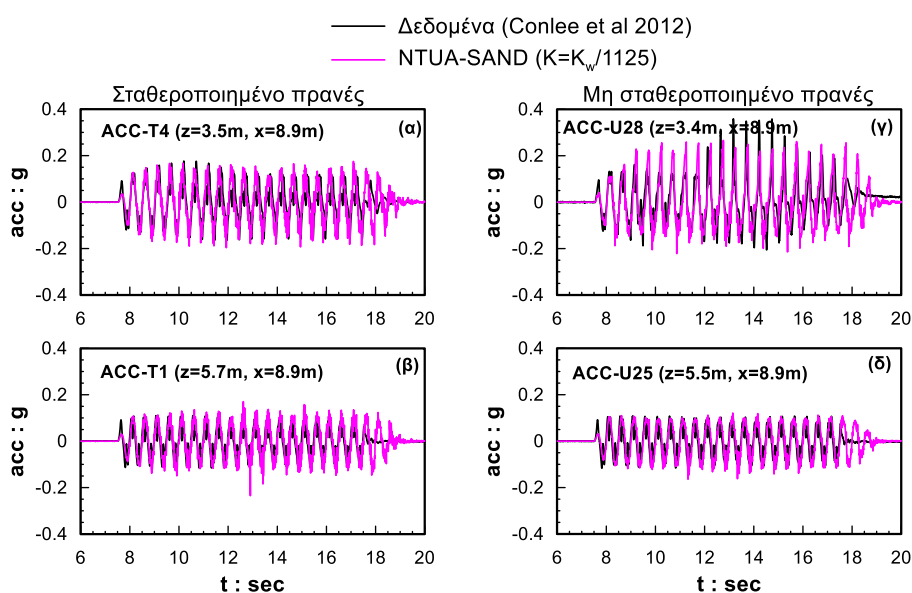 Δεδομένα (Conlee et al 2012)
NTUA-SAND (K=Kw/1125)
Σταθεροποιημένο πρανές
Μη σταθεροποιημένο πρανές
0.4
0.2
0
-0.2
-0.4
acc : g
ACC-T4 (z=3.5m, x=8.9m)
(α)
6 8 10 12 14 16 18 20
0.4
0.2
0
-0.2
-0.4
acc : g
ACC-U28 (z=3.4m, x=8.9m)
(γ)
6 8 10 12 14 16 18 20
0.4
0.2
0
-0.2
-0.4
acc : g
ACC-T1 (z=5.7m, x=8.9m)
(β)
6 8 10 12 14 16 18 20
t : sec
0.4
0.2
0
-0.2
-0.4
acc : g
ACC-U25 (z=5.5m, x=8.9m)
(δ)
6 8 10 12 14 16 18 20
t : sec